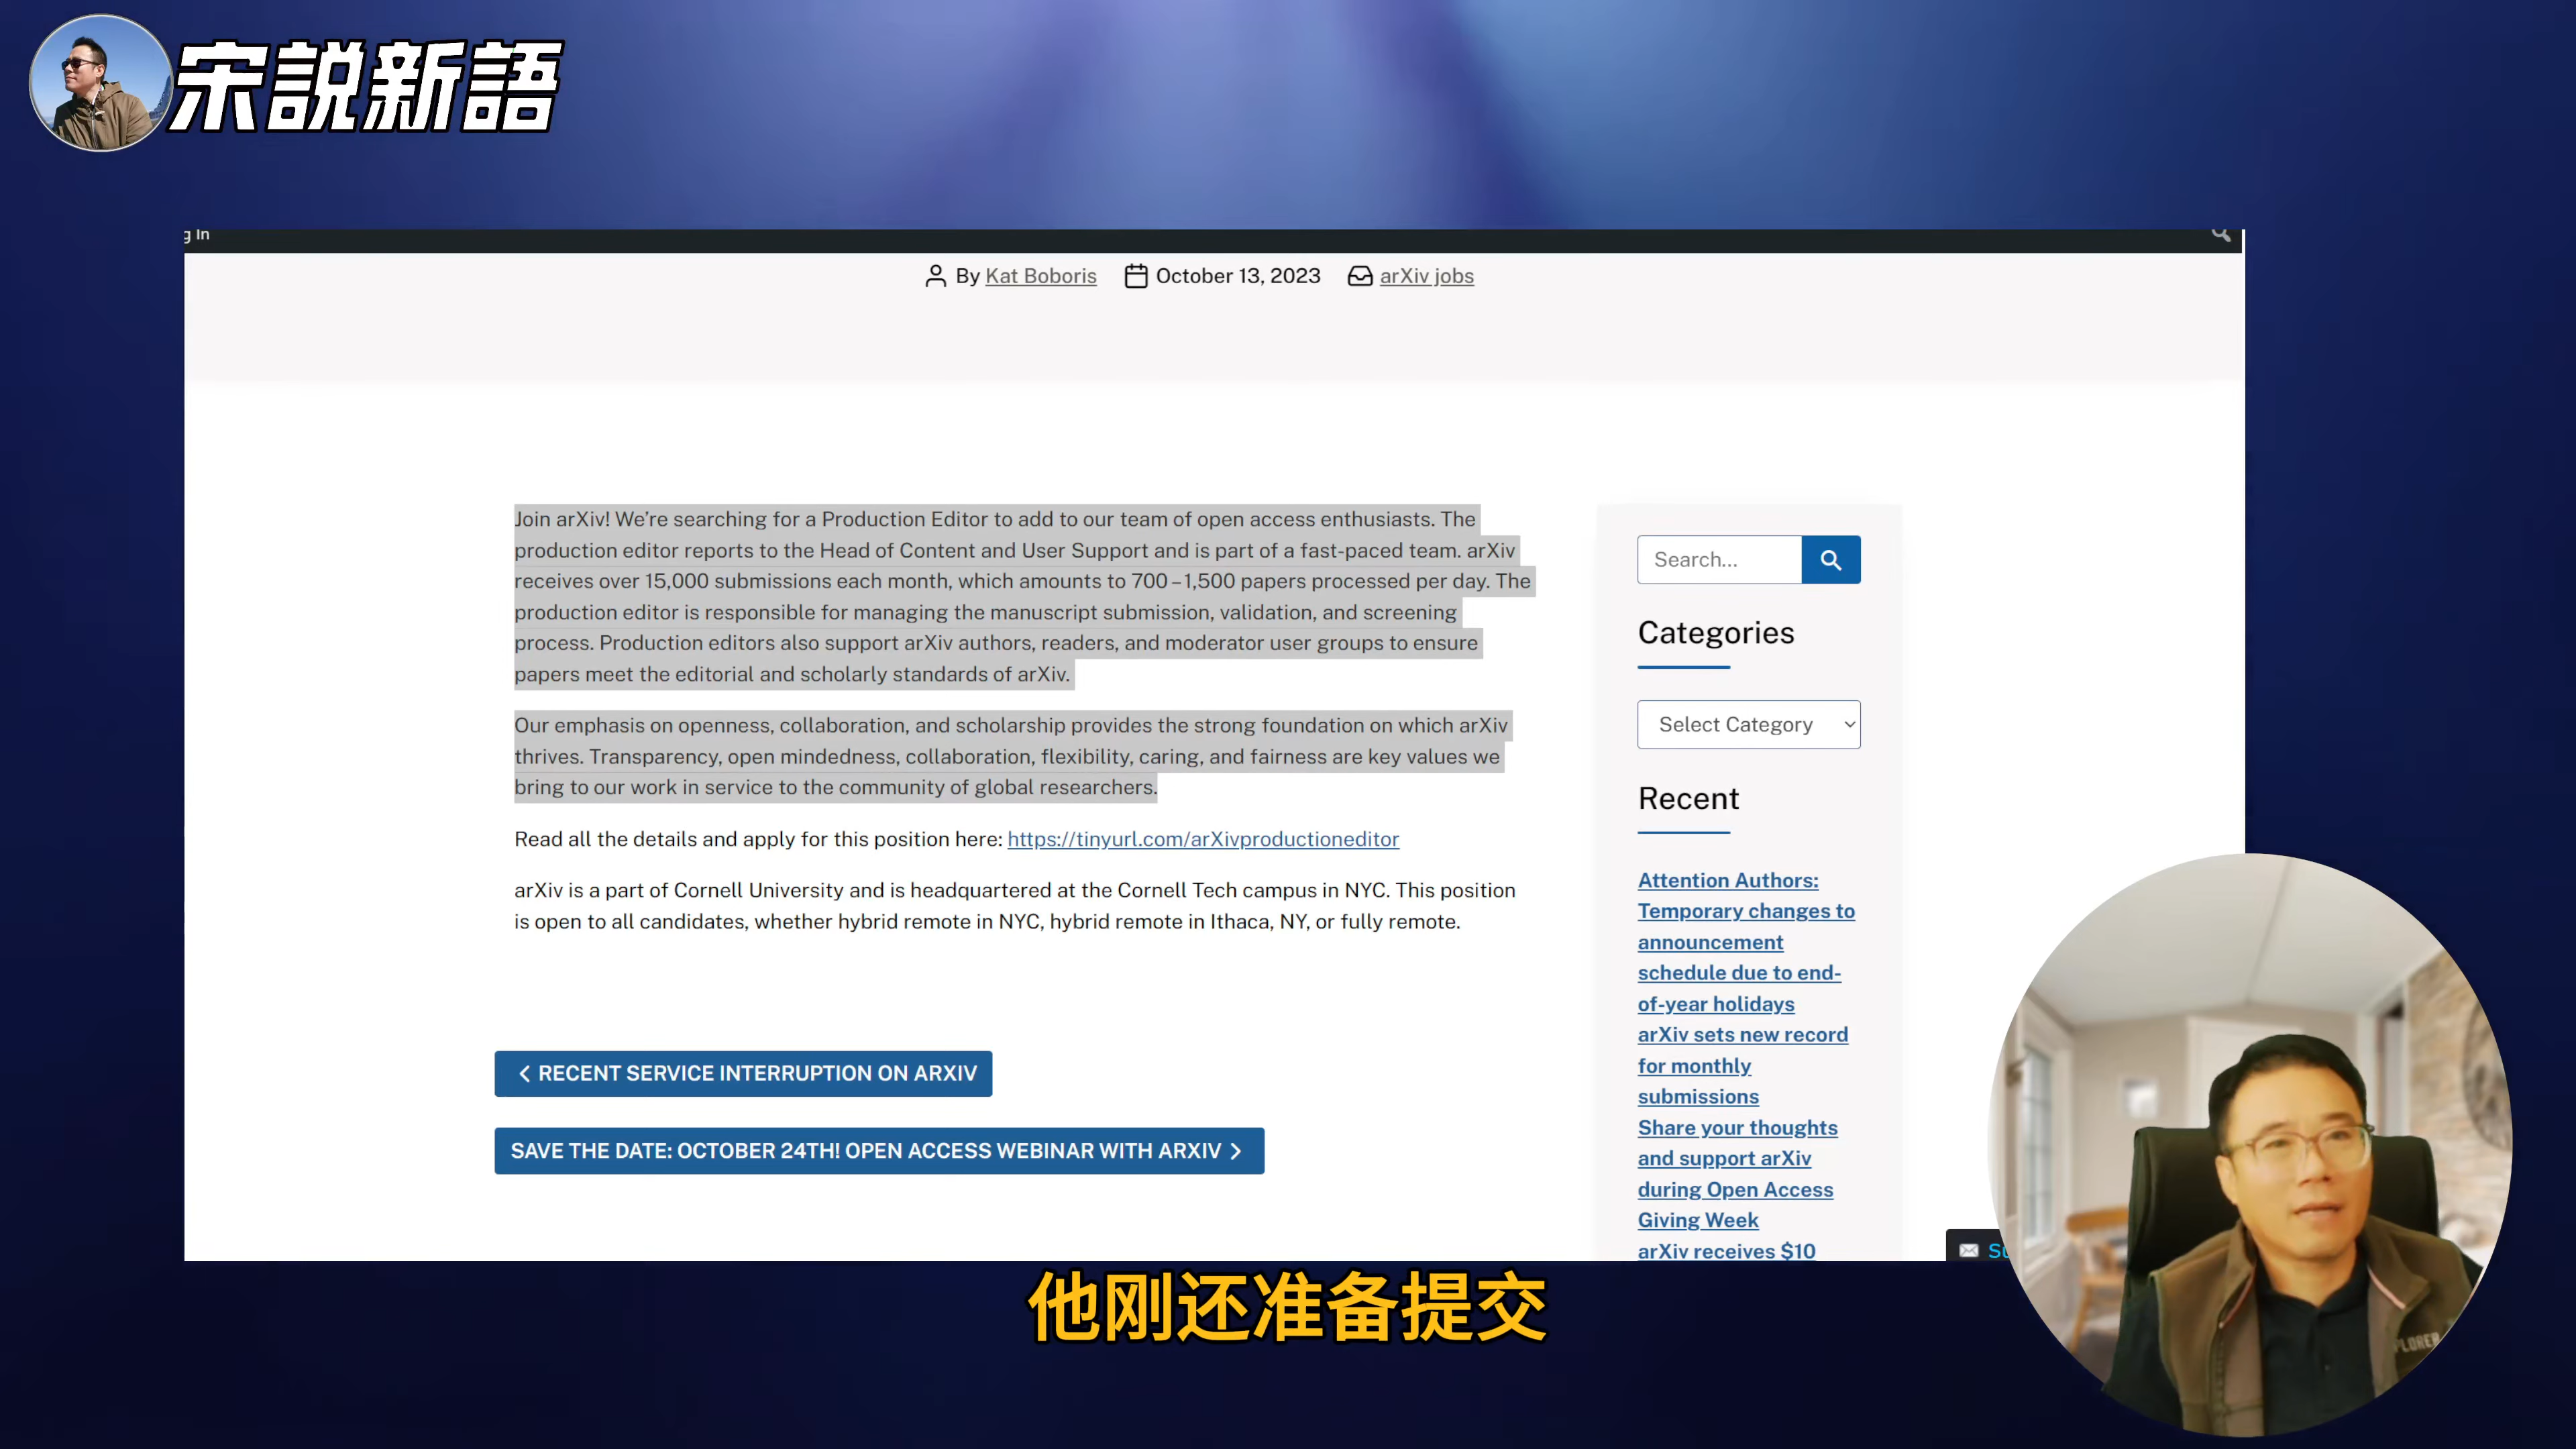 宋説新語
g In
By Kat Boboris October 13, 2023 arXiv jobs
Join arXiv! We’re searching for a Production Editor to add to our team of open access enthusiasts. The
production editor reports to the Head of Content and User Support and is part of a fast-paced team. arXiv
receives over 15,000 submissions each month, which amounts to 700–1,500 papers processed per day. The
production editor is responsible for managing the manuscript submission, validation, and screening
process. Production editors also support arXiv authors, readers, and moderator user groups to ensure
papers meet the editorial and scholarly standards of arXiv.
Our emphasis on openness, collaboration, and scholarship provides the strong foundation on which arXiv
thrives. Transparency, open mindedness, collaboration, flexibility, caring, and fairness are key values we
bring to our work in service to the community of global researchers.
Read all the details and apply for this position here: https://tinyurl.com/arXivproductioneditor
arXiv is a part of Cornell University and is headquartered at the Cornell Tech campus in NYC. This position
is open to all candidates, whether hybrid remote in NYC, hybrid remote in Ithaca, NY, or fully remote.
RECENT SERVICE INTERRUPTION ON ARXIV
SAVE THE DATE: OCTOBER 24TH! OPEN ACCESS WEBINAR WITH ARXIV
Search...
Categories
Select Category
Recent
Attention Authors:
Temporary changes to
announcement
schedule due to end-
of-year holidays
arXiv sets new record
for monthly
submissions
Share your thoughts
and support arXiv
during Open Access
Giving Week
arXiv receives $10
他刚还准备提交